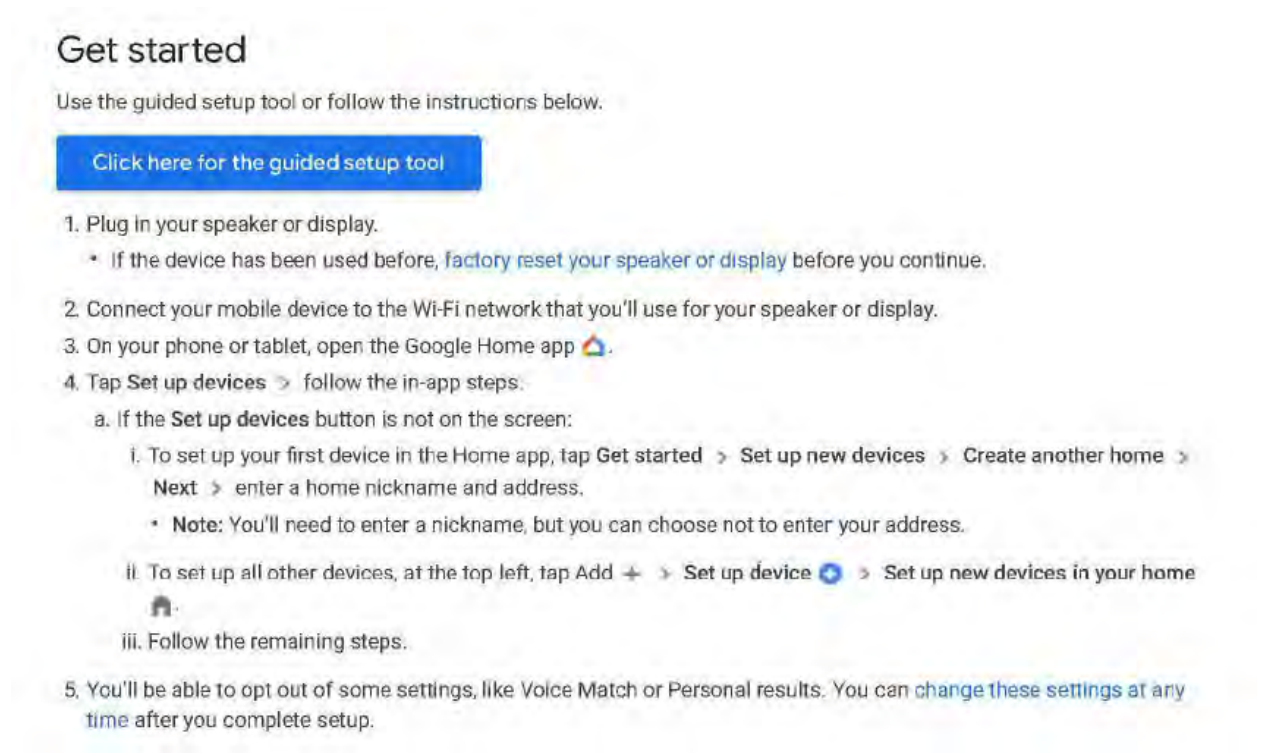 Get started
Use the guided setup tool or follow the instructions below.
Click here for the guided setup tool
1. Plug in your speaker or display.
• If the device has been used before, factory reset your speaker or display before you continue.
2. Connect your mobile device to the Wi-Fi network that you'll use for your speaker or display.
3. On your phone or tablet, open the Google Home app .
4. Tap Set up devices > follow the in-app steps.
a. If the Set up devices button is not on the screen:
i. To set up your first device in the Home app, tap Get started > Set up new devices > Create another home >
Next > enter a home nickname and address.
• Note: You'll need to enter a nickname, but you can choose not to enter your address.
ii. To set up all other devices, at the top left, tap Add + > Set up device > Set up new devices in your home
.
iii. Follow the remaining steps.
5. You'll be able to opt out of some settings, like Voice Match or Personal results. You can change these settings at any
time after you complete setup.